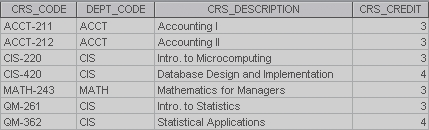 CRS_CODE DEPT_CODE CRS_DESCRIPTION CRS_CREDIT
ACCT-211 ACCT Accounting I 3
ACCT-212 ACCT Accounting II 3
CIS-220 CIS Intro. to Microcomputing 3
CIS-420 CIS Database Design and Implementation 4
MATH-243 MATH Mathematics for Managers 3
QM-261 CIS Intro. to Statistics 3
QM-362 CIS Statistical Applications 4